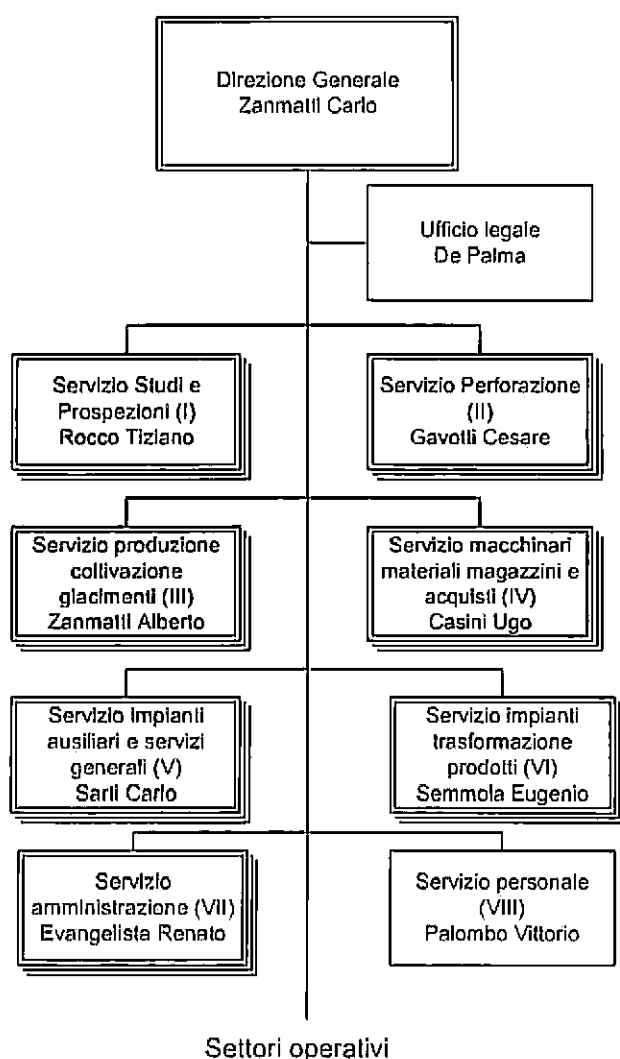 Direzione Generale
Zanmatti Carlo
Ufficio legale
De Palma
Servizio Studi e
Prospezioni (I)
Rocco Tiziano
Servizio Perforazione
(II)
Gavotti Cesare
Servizio produzione
coltivazione
giacimenti (III)
Zanmatti Alberto
Servizio macchinari
materiali magazzini e
acquisti (IV)
Casini Ugo
Servizio impianti
ausiliari e servizi
generali (V)
Sarti Carlo
Servizio impianti
trasformazione
prodotti (VI)
Semmola Eugenio
Servizio
amministrazione (VII)
Evangelista Renato
Servizio personale
(VIII)
Palombo Vittorio
Settori operativi